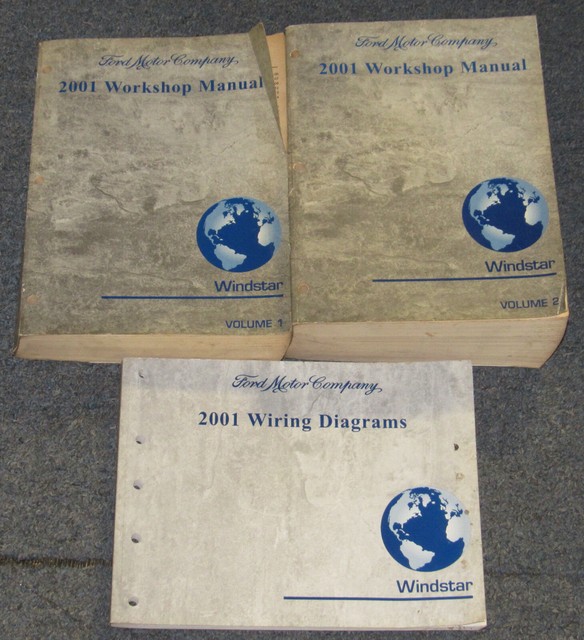 Ford Motor Company,
2001 Workshop Manual
Windstar
VOLUME 1
Ford Motor Company,
2001 Workshop Manual
Windstar
VOLUME 2
Ford Motor Company,
2001 Wiring Diagrams
Windstar